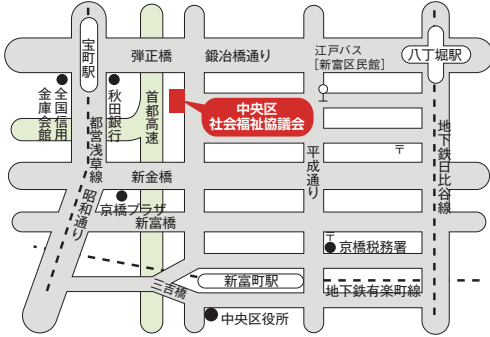 宝町駅
弾正橋
鍛冶橋通り
江戸バス
[新富区民館]
八丁堀駅
全国信用
金庫会館
秋田銀行
首都高速
中央区
社会福祉協議会
都営浅草線
平成通り
〒
地下鉄日比谷線
新金橋
昭和通り
京橋プラザ
新富橋
〒
京橋税務署
三吉橋
新富町駅
地下鉄有楽町線
中央区役所